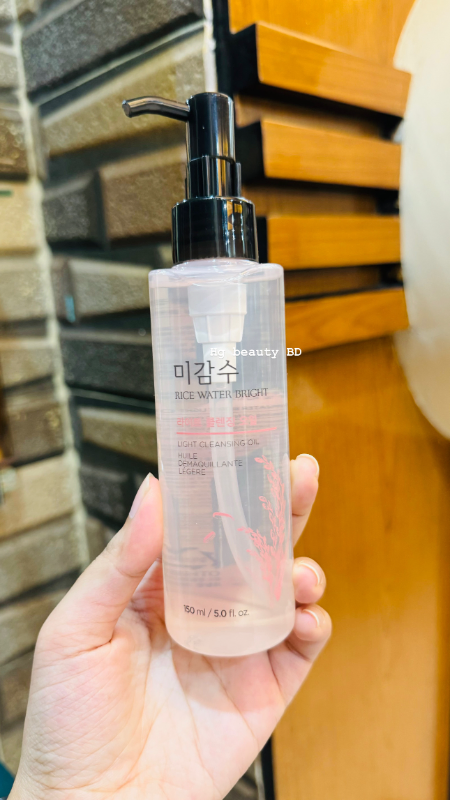 Hg beauty BD
미감수
RICE WATER BRIGHT
LIGHT CLEANSING OIL
HUILE
DÉMAQUILLANTE
LÉGÈRE
150 ml / 5.0 fl. oz.